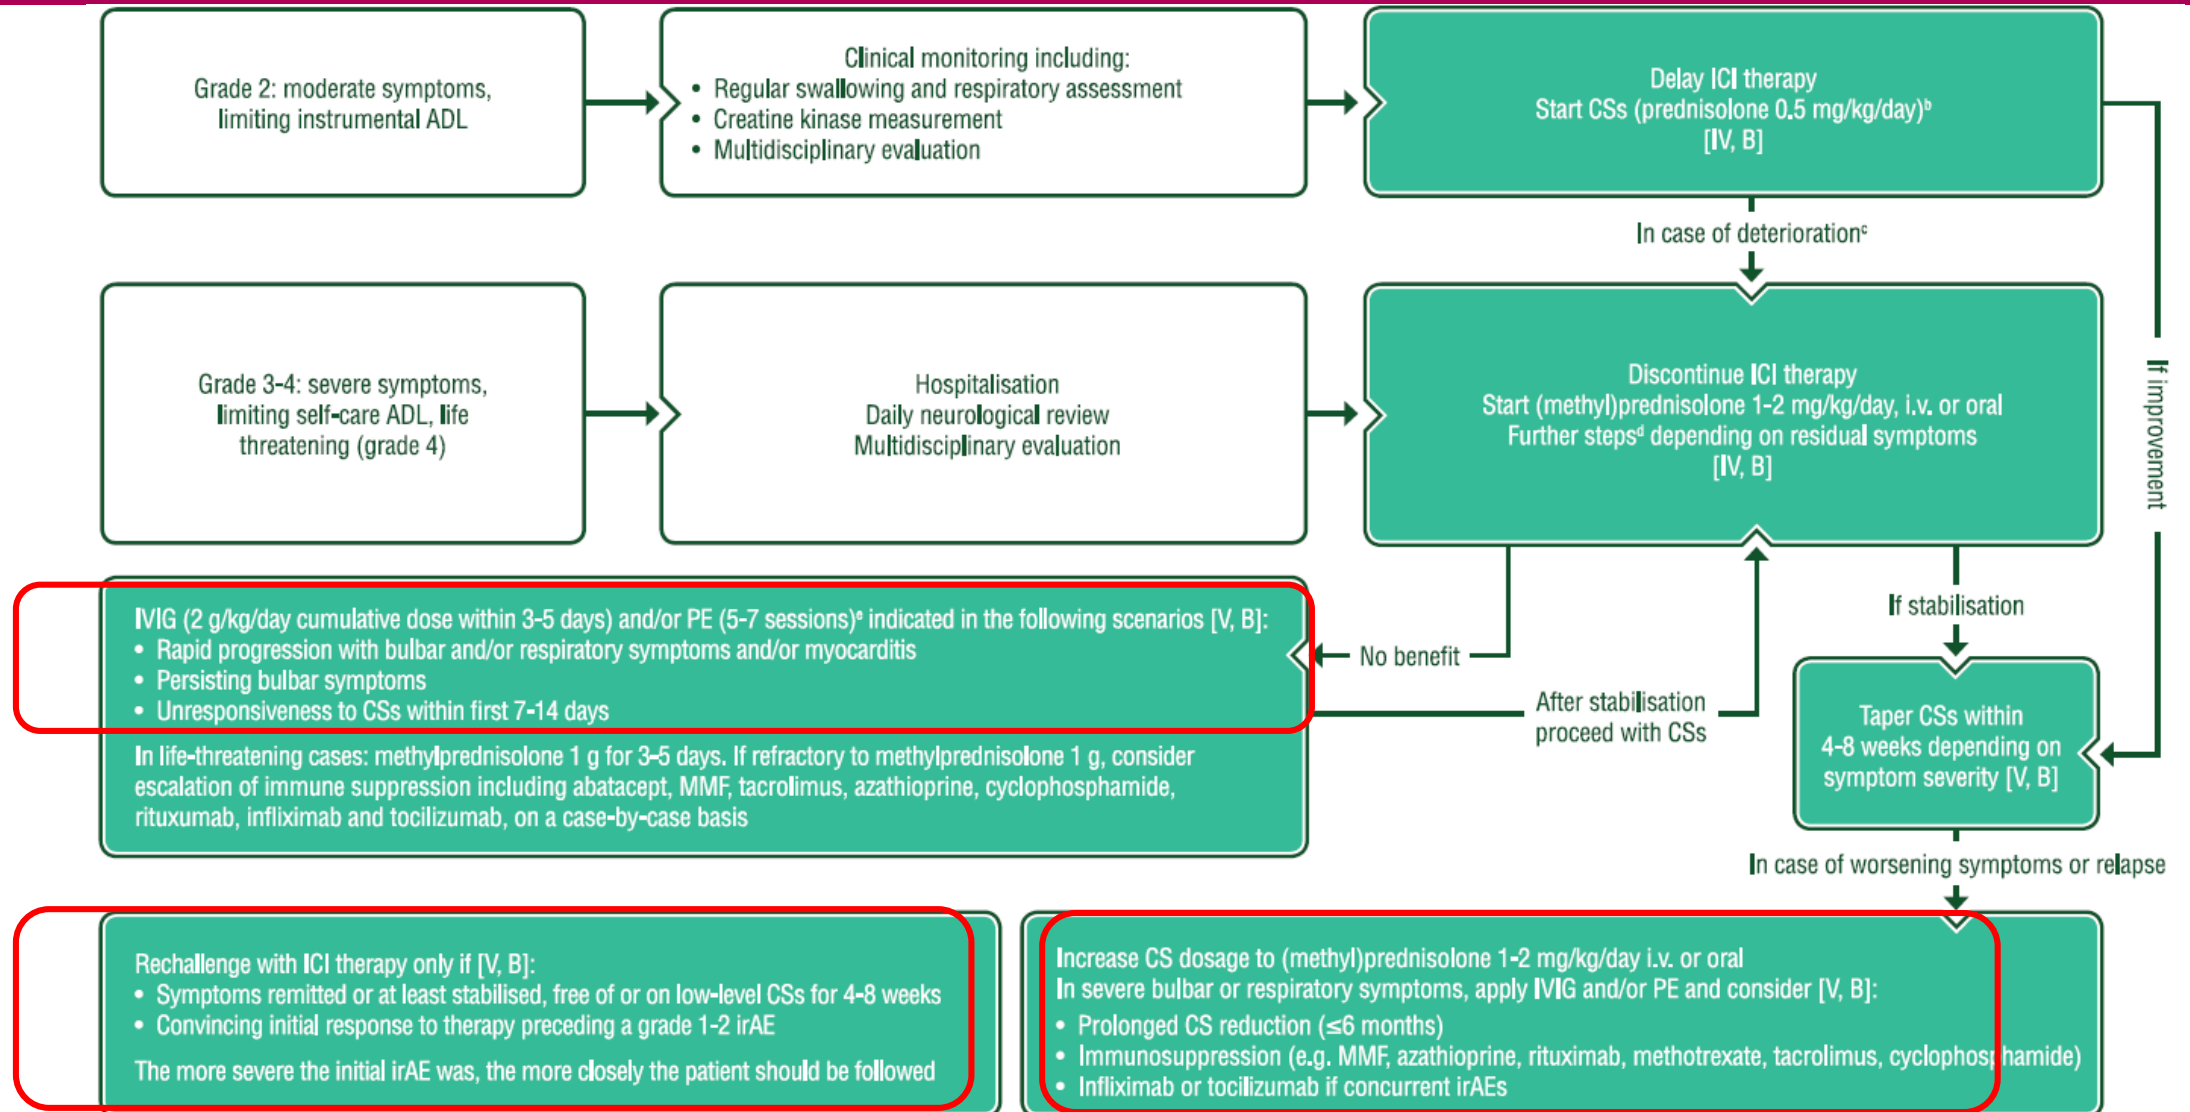 Grade 2: moderate symptoms,
limiting instrumental ADL
Clinical monitoring including:
• Regular swallowing and respiratory assessment
• Creatine kinase measurement
• Multidisciplinary evaluation
Delay ICI therapy
Start CSs (prednisolone 0.5 mg/kg/day)ᵇ
[IV, B]
In case of deteriorationᶜ
If improvement
Grade 3-4: severe symptoms,
limiting self-care ADL, life
threatening (grade 4)
Hospitalisation
Daily neurological review
Multidisciplinary evaluation
Discontinue ICI therapy
Start (methyl)prednisolone 1-2 mg/kg/day, i.v. or oral
Further stepsᵈ depending on residual symptoms
[IV, B]
IVIG (2 g/kg/day cumulative dose within 3-5 days) and/or PE (5-7 sessions)ᵉ indicated in the following scenarios [V, B]:
• Rapid progression with bulbar and/or respiratory symptoms and/or myocarditis
• Persisting bulbar symptoms
• Unresponsiveness to CSs within first 7-14 days
In life-threatening cases: methylprednisolone 1 g for 3-5 days. If refractory to methylprednisolone 1 g, consider
escalation of immune suppression including abatacept, MMF, tacrolimus, azathioprine, cyclophosphamide,
rituxumab, infliximab and tocilizumab, on a case-by-case basis
No benefit
After stabilisation
proceed with CSs
If stabilisation
Taper CSs within
4-8 weeks depending on
symptom severity [V, B]
In case of worsening symptoms or relapse
Rechallenge with ICI therapy only if [V, B]:
• Symptoms remitted or at least stabilised, free of or on low-level CSs for 4-8 weeks
• Convincing initial response to therapy preceding a grade 1-2 irAE
The more severe the initial irAE was, the more closely the patient should be followed
Increase CS dosage to (methyl)prednisolone 1-2 mg/kg/day i.v. or oral
In severe bulbar or respiratory symptoms, apply IVIG and/or PE and consider [V, B]:
• Prolonged CS reduction (≤6 months)
• Immunosuppression (e.g. MMF, azathioprine, rituximab, methotrexate, tacrolimus, cyclophosphamide)
• Infliximab or tocilizumab if concurrent irAEs